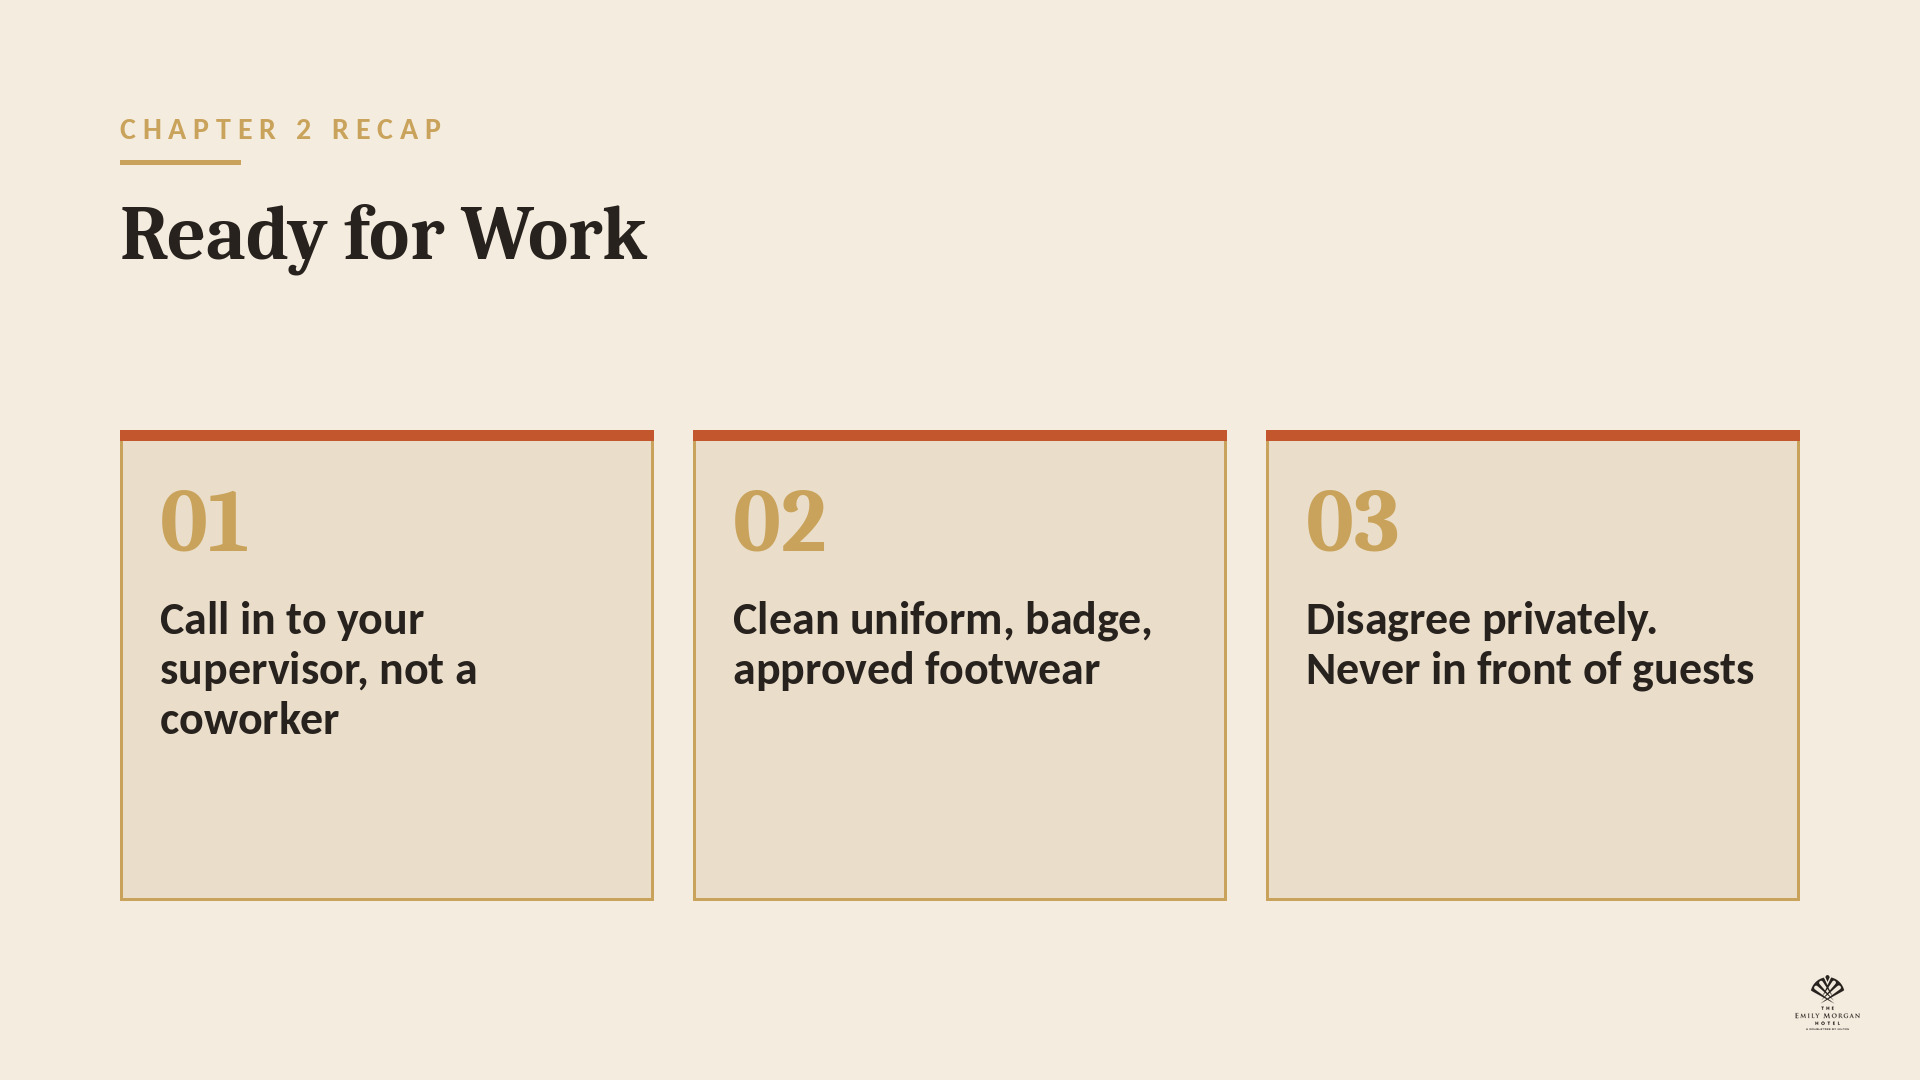 CHAPTER 2 RECAP
Ready for Work
01
Call in to your
supervisor, not a
coworker
02
Clean uniform, badge,
approved footwear
03
Disagree privately.
Never in front of guests
THE
EMILY MORGAN
HOTEL